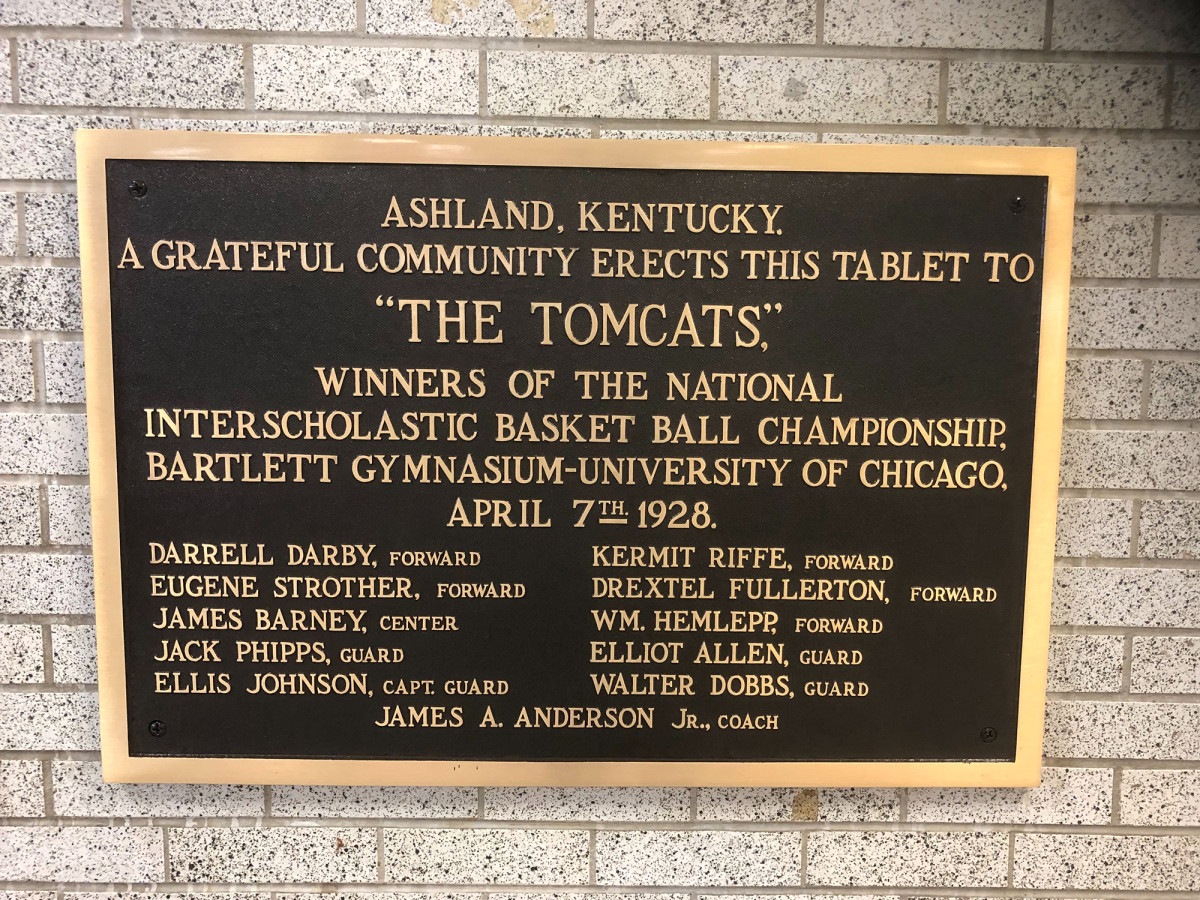 ASHLAND, KENTUCKY.
A GRATEFUL COMMUNITY ERECTS THIS TABLET TO
“THE TOMCATS,”
WINNERS OF THE NATIONAL
INTERSCHOLASTIC BASKET BALL CHAMPIONSHIP,
BARTLETT GYMNASIUM-UNIVERSITY OF CHICAGO,
APRIL 7TH. 1928.
DARRELL DARBY, FORWARD
EUGENE STROTHER, FORWARD
JAMES BARNEY, CENTER
JACK PHIPPS, GUARD
ELLIS JOHNSON, CAPT. GUARD
KERMIT RIFFE, FORWARD
DREXTEL FULLERTON, FORWARD
WM. HEMLEPP, FORWARD
ELLIOT ALLEN, GUARD
WALTER DOBBS, GUARD
JAMES A. ANDERSON JR., COACH